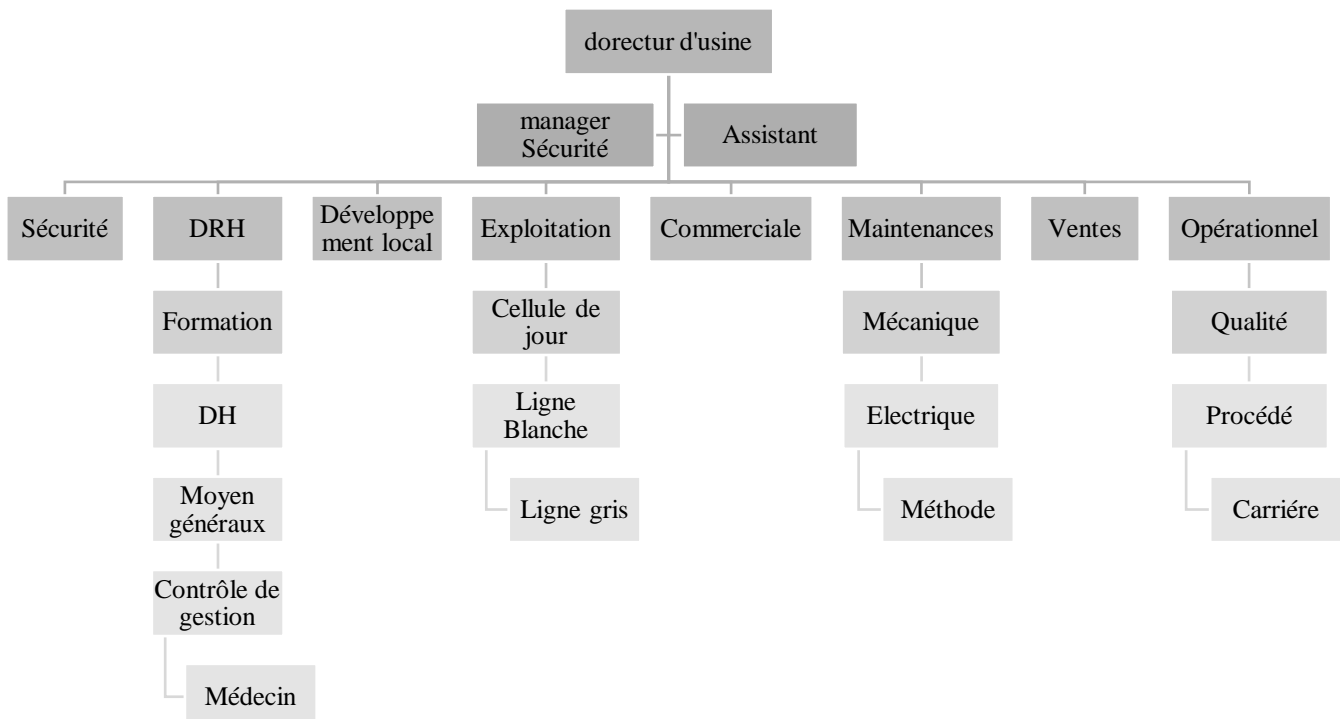 dorectur d'usine
manager
Sécurité
Assistant
Sécurité
DRH
Développe
ment local
Exploitation
Commerciale
Maintenances
Ventes
Opérationnel
Formation
Cellule de
jour
Mécanique
Qualité
DH
Ligne
Blanche
Electrique
Procédé
Moyen
généraux
Ligne gris
Méthode
Carriére
Contrôle de
gestion
Médecin